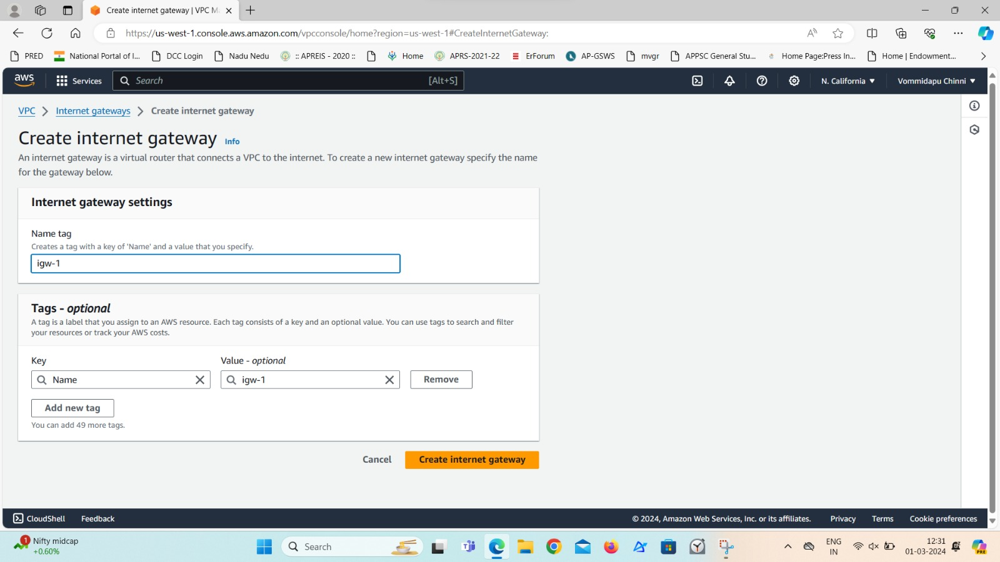 Create internet gateway | VPC M
https://us-west-1.console.aws.amazon.com/vpcconsole/home?region=us-west-1#CreateInternetGateway:
PRED National Portal of I... DCC Login Nadu Nedu :: APREIS - 2020 :: Home APRS-2021-22 ErForum AP-GSWS mvgr APPSC General Stu... Home Page:Press In... Home | Endowment...
aws Services Search [Alt+S] N. California Vommidapu Chinni
VPC Internet gateways Create internet gateway
Create internet gateway Info
An internet gateway is a virtual router that connects a VPC to the internet. To create a new internet gateway specify the name
for the gateway below.
Internet gateway settings
Name tag
Creates a tag with a key of 'Name' and a value that you specify.
igw-1
Tags - optional
A tag is a label that you assign to an AWS resource. Each tag consists of a key and an optional value. You can use tags to search and filter
your resources or track your AWS costs.
Key Value - optional
Name igw-1 Remove
Add new tag
You can add 49 more tags.
Cancel Create internet gateway
CloudShell Feedback © 2024, Amazon Web Services, Inc. or its affiliates. Privacy Terms Cookie preferences
1 Nifty midcap
+0.60%
Search
ENG
IN
12:31
01-03-2024
PRE